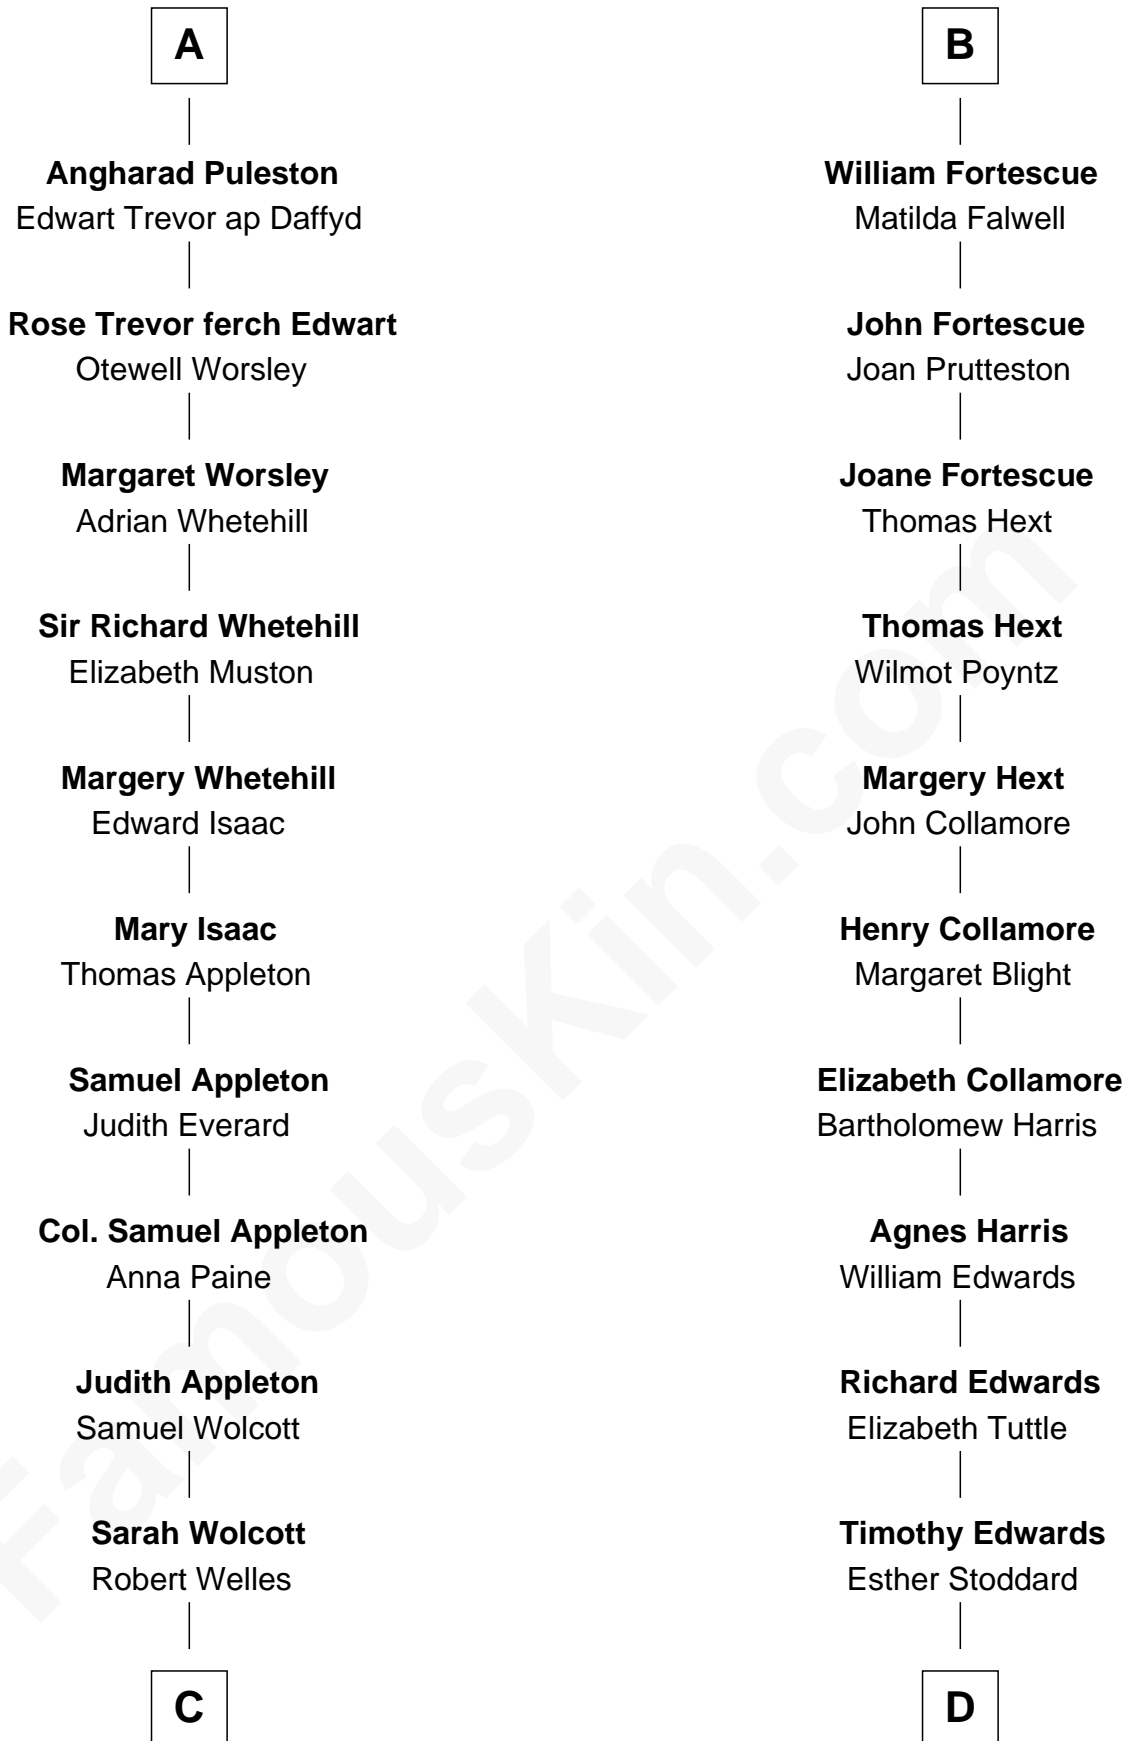 A
Angharad Puleston
Edwart Trevor ap Daffyd
Rose Trevor ferch Edwart
Otewell Worsley
Margaret Worsley
Adrian Whetehill
Sir Richard Whetehill
Elizabeth Muston
Margery Whetehill
Edward Isaac
Mary Isaac
Thomas Appleton
Samuel Appleton
Judith Everard
Col. Samuel Appleton
Anna Paine
Judith Appleton
Samuel Wolcott
Sarah Wolcott
Robert Welles
C
B
William Fortescue
Matilda Falwell
John Fortescue
Joan Prutteston
Joane Fortescue
Thomas Hext
Thomas Hext
Wilmot Poyntz
Margery Hext
John Collamore
Henry Collamore
Margaret Blight
Elizabeth Collamore
Bartholomew Harris
Agnes Harris
William Edwards
Richard Edwards
Elizabeth Tuttle
Timothy Edwards
Esther Stoddard
D
FamousKin.com